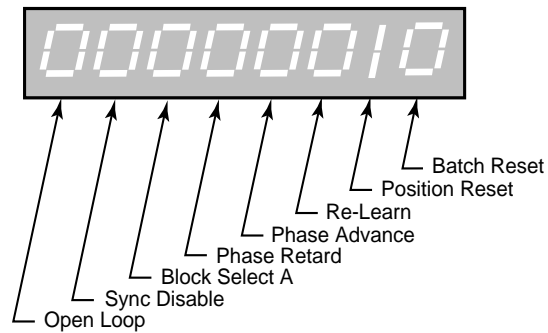 00000010
Batch Reset
Position Reset
Re-Learn
Phase Advance
Phase Retard
Block Select A
Sync Disable
Open Loop